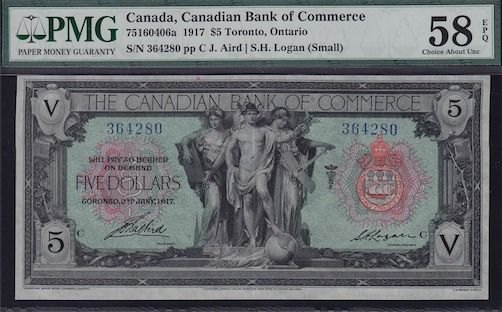 PMG
PAPER MONEY GUARANTY
Canada, Canadian Bank of Commerce
75160406a 1917 $5 Toronto, Ontario
S/N 364280 pp C J. Aird | S.H. Logan (Small)
58 EPQ
Choice About Unc
V THE CANADIAN BANK OF COMMERCE 5
364280 364280
WILL PAY TO BEARER
ON DEMAND
FIVE DOLLARS
TORONTO, 2ND JANY. 1917.
C C
5 V